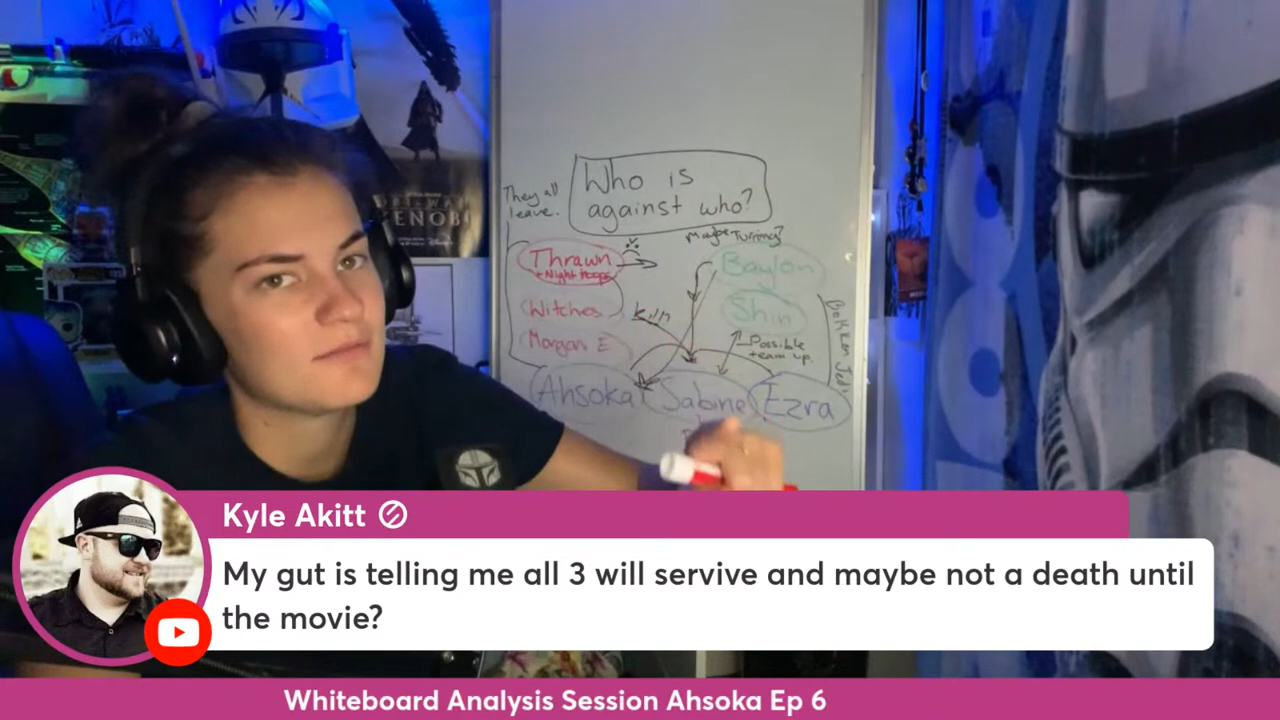 They all
leave.
Who is
against who?
Maybe Turning?
Thrawn
+ Night troops
Baylon
Witches
Kill
Shin
Morgan E
Possible
team up.
Broken Jedi
Ahsoka
Sabine
Ezra
KENOBI
Kyle Akitt
My gut is telling me all 3 will servive and maybe not a death until
the movie?
Whiteboard Analysis Session Ahsoka Ep 6